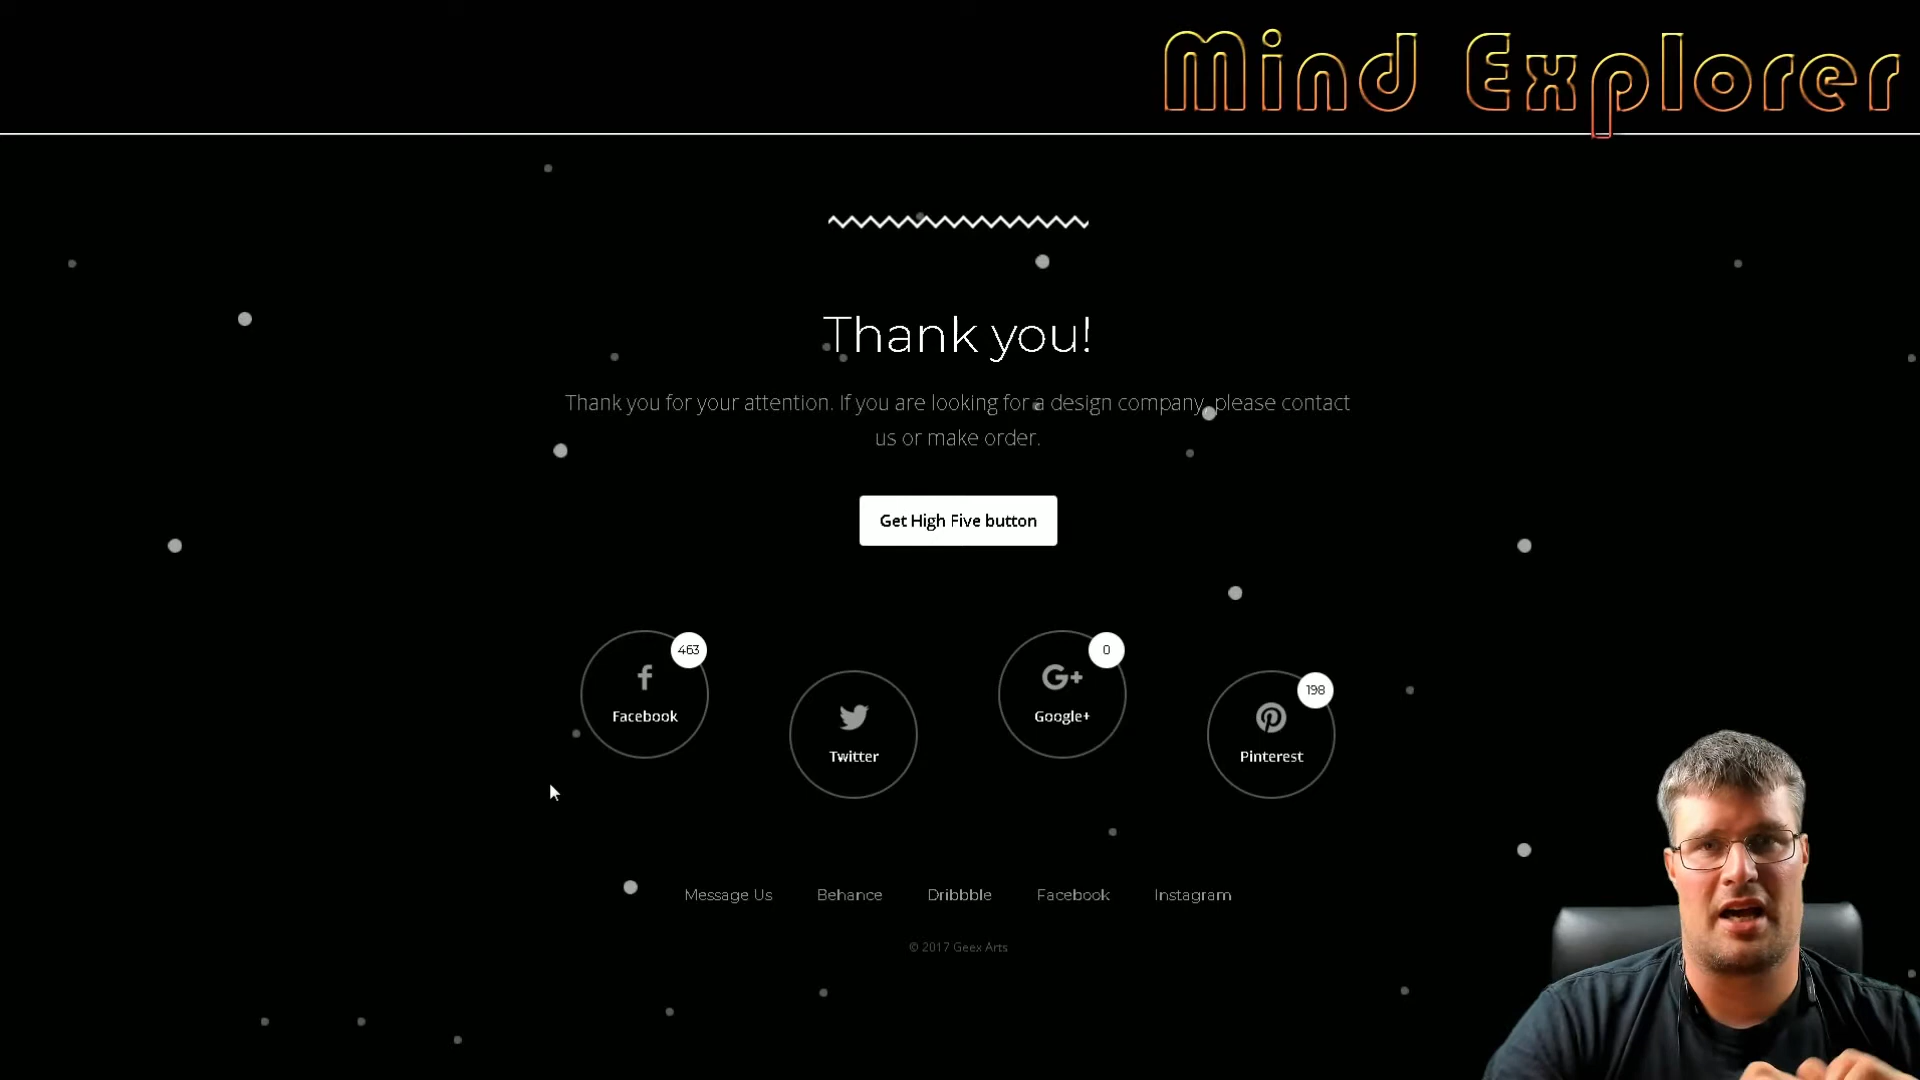 Mind Explorer
Thank you!
Thank you for your attention. If you are looking for a design company, please contact
us or make order.
Get High Five button
463
Facebook
Twitter
0
G+
Google+
198
Pinterest
Message Us
Behance
Dribbble
Facebook
Instagram
© 2017 Geex Arts